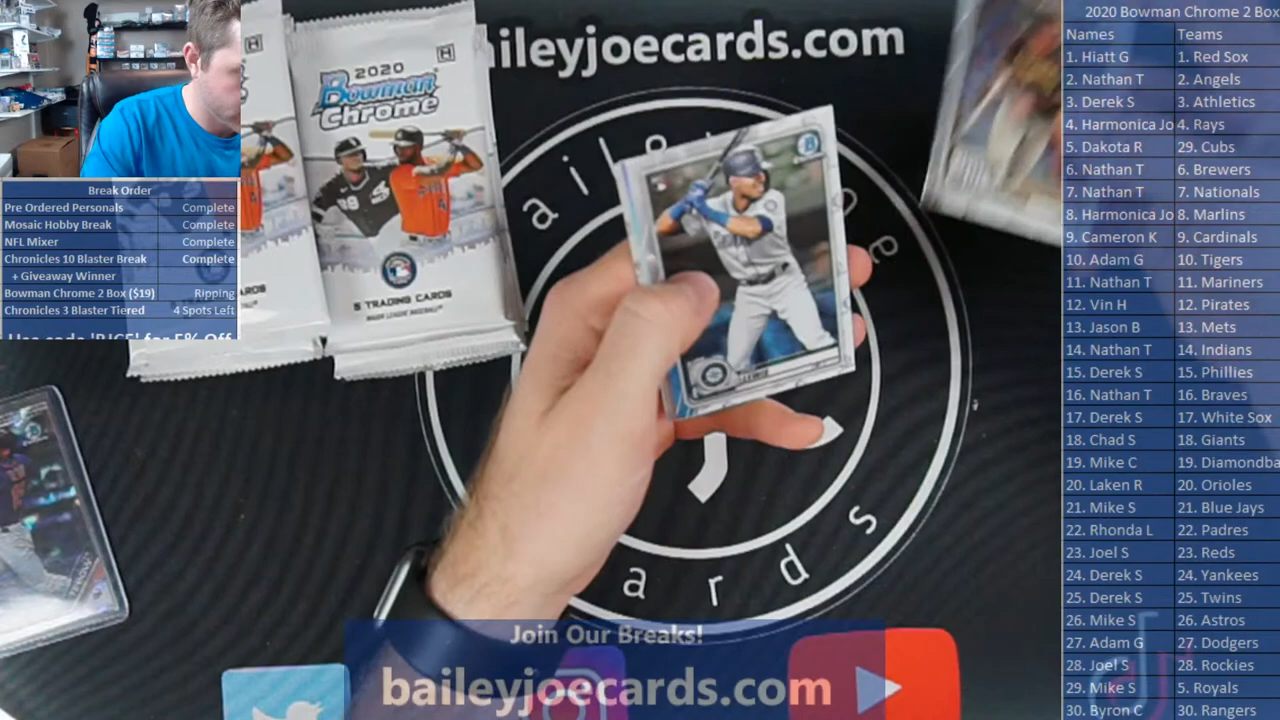 Break Order
Pre Ordered Personals Complete
Mosaic Hobby Break Complete
NFL Mixer Complete
Chronicles 10 Blaster Break Complete
+ Giveaway Winner
Bowman Chrome 2 Box ($19) Ripping
Chronicles 3 Blaster Tiered 4 Spots Left
for 5% Off
2020
Bowman
Chrome
5 TRADING CARDS
MAJOR LEAGUE BASEBALL
aileyjoecards.com
ards
Join Our Breaks!
baileyjoecards.com
2020 Bowman Chrome 2 Box
Names Teams
1. Hiatt G 1. Red Sox
2. Nathan T 2. Angels
3. Derek S 3. Athletics
4. Harmonica Jo 4. Rays
5. Dakota R 29. Cubs
6. Nathan T 6. Brewers
7. Nathan T 7. Nationals
8. Harmonica Jo 8. Marlins
9. Cameron K 9. Cardinals
10. Adam G 10. Tigers
11. Nathan T 11. Mariners
12. Vin H 12. Pirates
13. Jason B 13. Mets
14. Nathan T 14. Indians
15. Derek S 15. Phillies
16. Nathan T 16. Braves
17. Derek S 17. White Sox
18. Chad S 18. Giants
19. Mike C 19. Diamondba
20. Laken R 20. Orioles
21. Mike S 21. Blue Jays
22. Rhonda L 22. Padres
23. Joel S 23. Reds
24. Derek S 24. Yankees
25. Derek S 25. Twins
26. Mike S 26. Astros
27. Adam G 27. Dodgers
28. Joel S 28. Rockies
29. Mike S 5. Royals
30. Byron C 30. Rangers